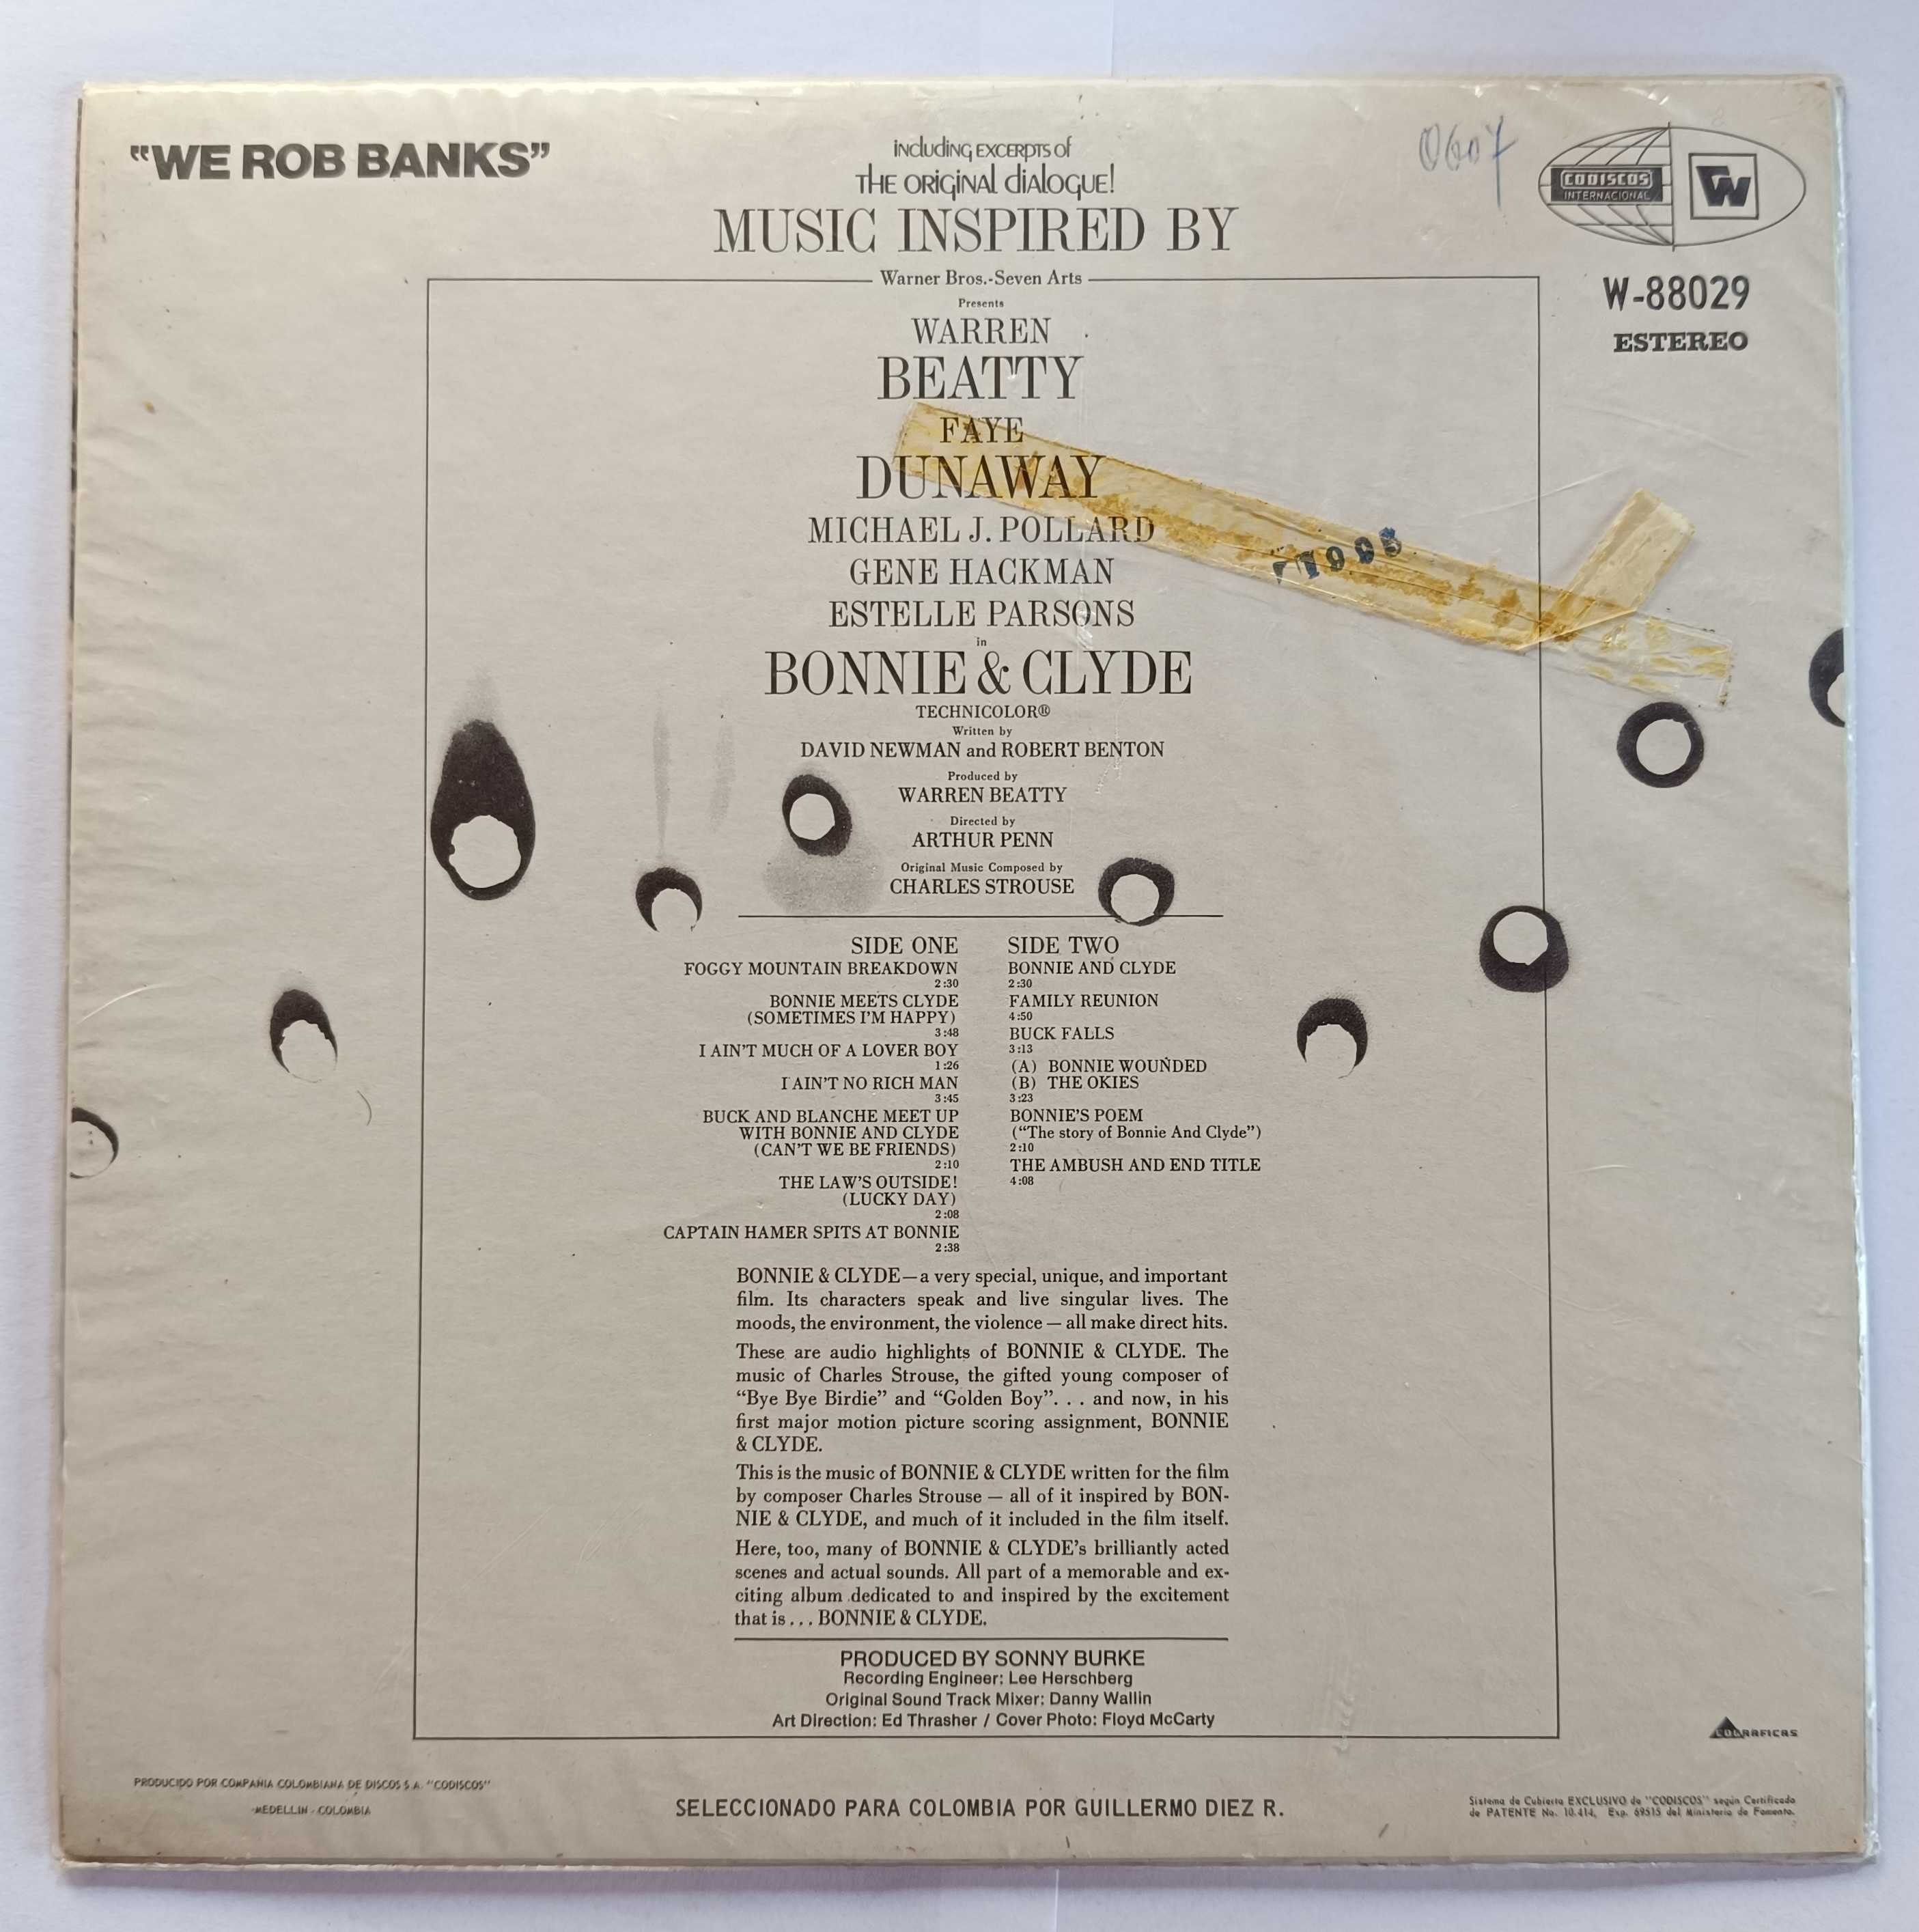 "WE ROB BANKS"
including EXCERPTS of
THE ORIGINAL diALOGUE!
MUSIC INSPIRED BY
0607
CODISCOS
INTERNACIONAL
W
W-88029
ESTEREO
Warner Bros.-Seven Arts
Presents
WARREN
BEATTY
FAYE
DUNAWAY
MICHAEL J. POLLARD
GENE HACKMAN
ESTELLE PARSONS
in
BONNIE & CLYDE
TECHNICOLOR®
Written by
DAVID NEWMAN and ROBERT BENTON
Produced by
WARREN BEATTY
Directed by
ARTHUR PENN
Original Music Composed by
CHARLES STROUSE
SIDE ONE
FOGGY MOUNTAIN BREAKDOWN
2:30
BONNIE MEETS CLYDE
(SOMETIMES I'M HAPPY)
3:48
I AIN'T MUCH OF A LOVER BOY
1:26
I AIN'T NO RICH MAN
3:45
BUCK AND BLANCHE MEET UP
WITH BONNIE AND CLYDE
(CAN'T WE BE FRIENDS)
2:10
THE LAW'S OUTSIDE!
(LUCKY DAY)
2:08
CAPTAIN HAMER SPITS AT BONNIE
2:38
SIDE TWO
BONNIE AND CLYDE
2:30
FAMILY REUNION
4:50
BUCK FALLS
3:13
(A) BONNIE WOUNDED
(B) THE OKIES
3:23
BONNIE'S POEM
("The story of Bonnie And Clyde")
2:10
THE AMBUSH AND END TITLE
4:08
BONNIE & CLYDE—a very special, unique, and important
film. Its characters speak and live singular lives. The
moods, the environment, the violence — all make direct hits.
These are audio highlights of BONNIE & CLYDE. The
music of Charles Strouse, the gifted young composer of
"Bye Bye Birdie" and "Golden Boy". . . and now, in his
first major motion picture scoring assignment, BONNIE
& CLYDE.
This is the music of BONNIE & CLYDE written for the film
by composer Charles Strouse — all of it inspired by BON-
NIE & CLYDE, and much of it included in the film itself.
Here, too, many of BONNIE & CLYDE's brilliantly acted
scenes and actual sounds. All part of a memorable and ex-
citing album dedicated to and inspired by the excitement
that is . . . BONNIE & CLYDE.
PRODUCED BY SONNY BURKE
Recording Engineer: Lee Herschberg
Original Sound Track Mixer: Danny Wallin
Art Direction: Ed Thrasher / Cover Photo: Floyd McCarty
COLGRAFICAS
PRODUCIDO POR COMPAÑIA COLOMBIANA DE DISCOS S.A. "CODISCOS"
-MEDELLIN - COLOMBIA
SELECCIONADO PARA COLOMBIA POR GUILLERMO DIEZ R.
Sistema de Cubierta EXCLUSIVO de "CODISCOS" según Certificado
de PATENTE No. 10.414, Exp. 69515 del Ministerio de Fomento.